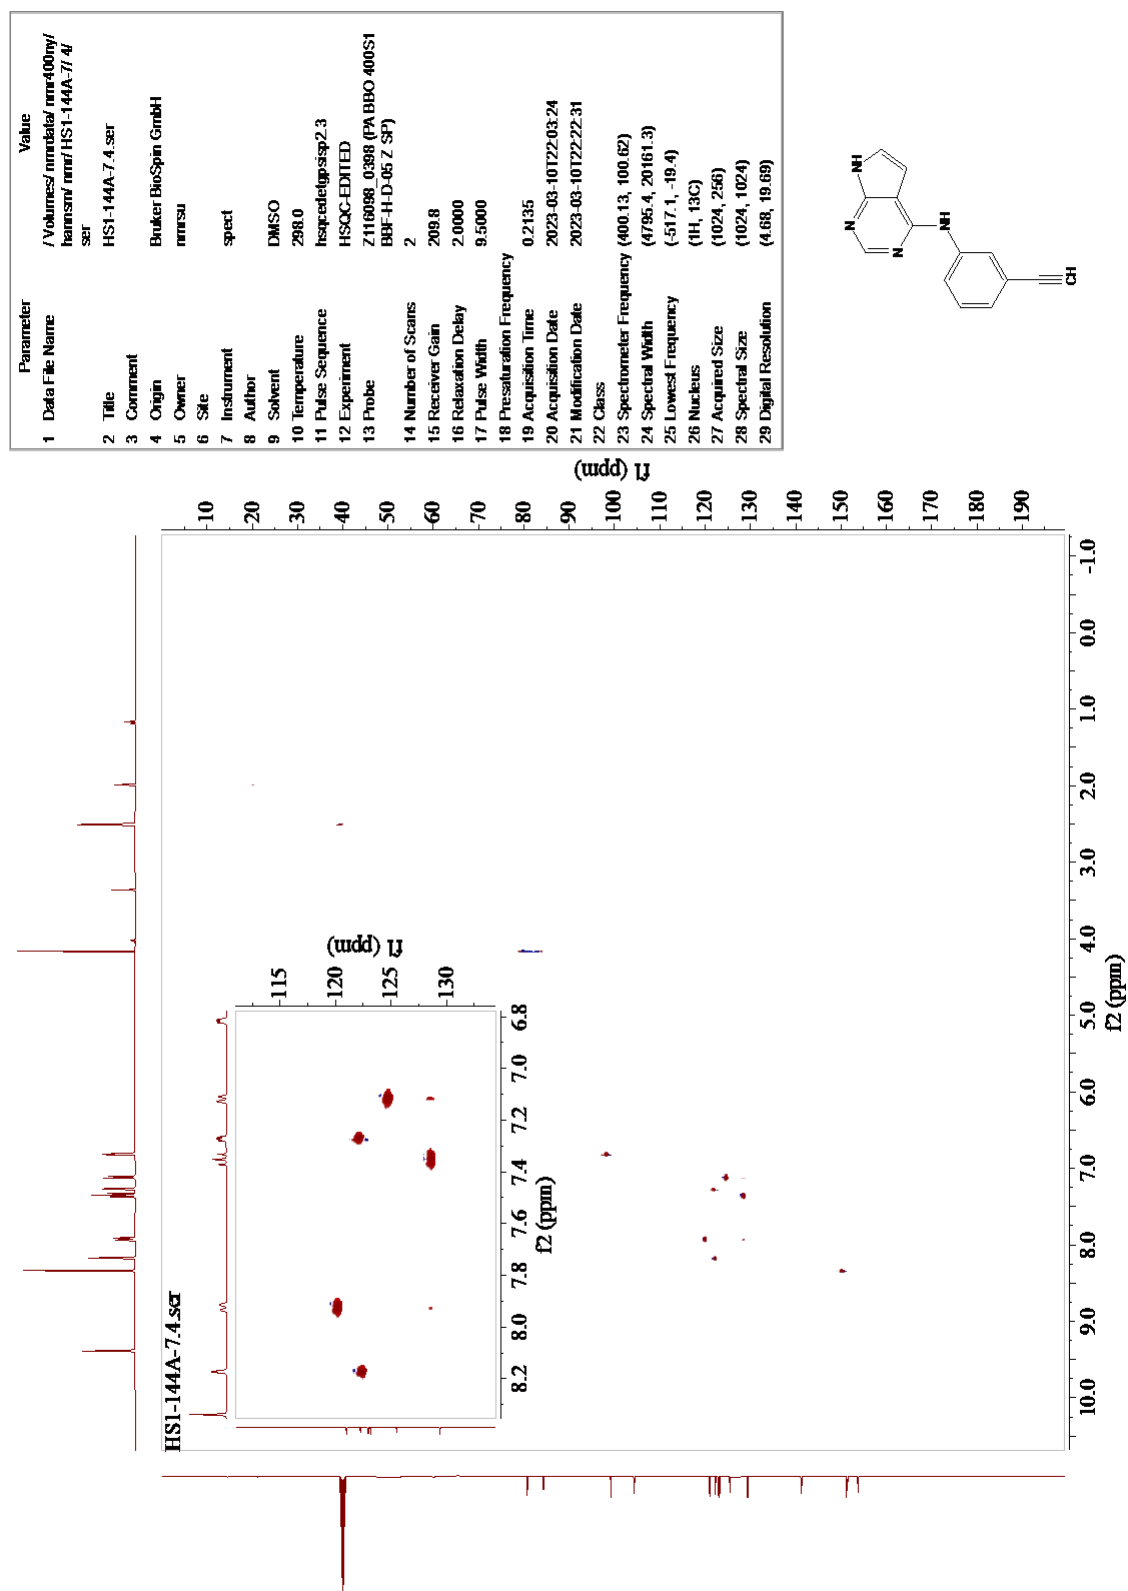 Parameter Value
1 Data File Name / Volumes/ nmrdata/ nmr400ny/
hannsm/ nmr/ HS1-144A-7/ 4/
ser
2 Title HS1-144A-7.4.ser
3 Comment
4 Origin Bruker BioSpin GmbH
5 Owner nmrsu
6 Site
7 Instrument spect
8 Author
9 Solvent DMSO
10 Temperature 298.0
11 Pulse Sequence hsqcedetgpsisp2.3
12 Experiment HSQC-EDITED
13 Probe Z116098_0398 (PA BBO 400S1
BBF-H-D-05 Z SP)
14 Number of Scans 2
15 Receiver Gain 209.8
16 Relaxation Delay 2.0000
17 Pulse Width 9.5000
18 Presaturation Frequency
19 Acquisition Time 0.2135
20 Acquisition Date 2023-03-10T22:03:24
21 Modification Date 2023-03-10T22:22:31
22 Class
23 Spectrometer Frequency (400.13, 100.62)
24 Spectral Width (4795.4, 20161.3)
25 Lowest Frequency (-517.1, -19.4)
26 Nucleus (1H, 13C)
27 Acquired Size (1024, 256)
28 Spectral Size (1024, 1024)
29 Digital Resolution (4.68, 19.69)
N
NH
N
NH
CH
HS1-144A-7.4.ser
115
120
125
130
f1 (ppm)
8.2 8.0 7.8 7.6 7.4 7.2 7.0 6.8
f2 (ppm)
10
20
30
40
50
60
70
80
90
100
110
120
130
140
150
160
170
180
190
f1 (ppm)
10.0 9.0 8.0 7.0 6.0 5.0 4.0 3.0 2.0 1.0 0.0 -1.0
f2 (ppm)